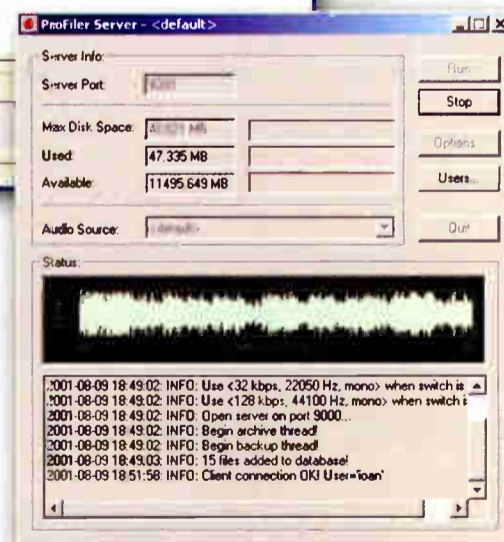 ProFiler Server - <default>
Server Info:
Server Port:
Max Disk Space:
Used:
47.335 MB
Available:
11495.649 MB
Audio Source:
<default>
Run
Stop
Options
Users...
Quit
Status:
2001-08-09 18:49:02: INFO: Use <32 kbps, 22050 Hz, mono> when switch is
2001-08-09 18:49:02: INFO: Use <128 kbps, 44100 Hz, mono> when switch i
2001-08-09 18:49:02: INFO: Open server on port 9000...
2001-08-09 18:49:02: INFO: Begin archive thread!
2001-08-09 18:49:02: INFO: Begin backup thread!
2001-08-09 18:49:03: INFO: 15 files added to database!
2001-08-09 18:51:58: INFO: Client connection OK! User='ioan'